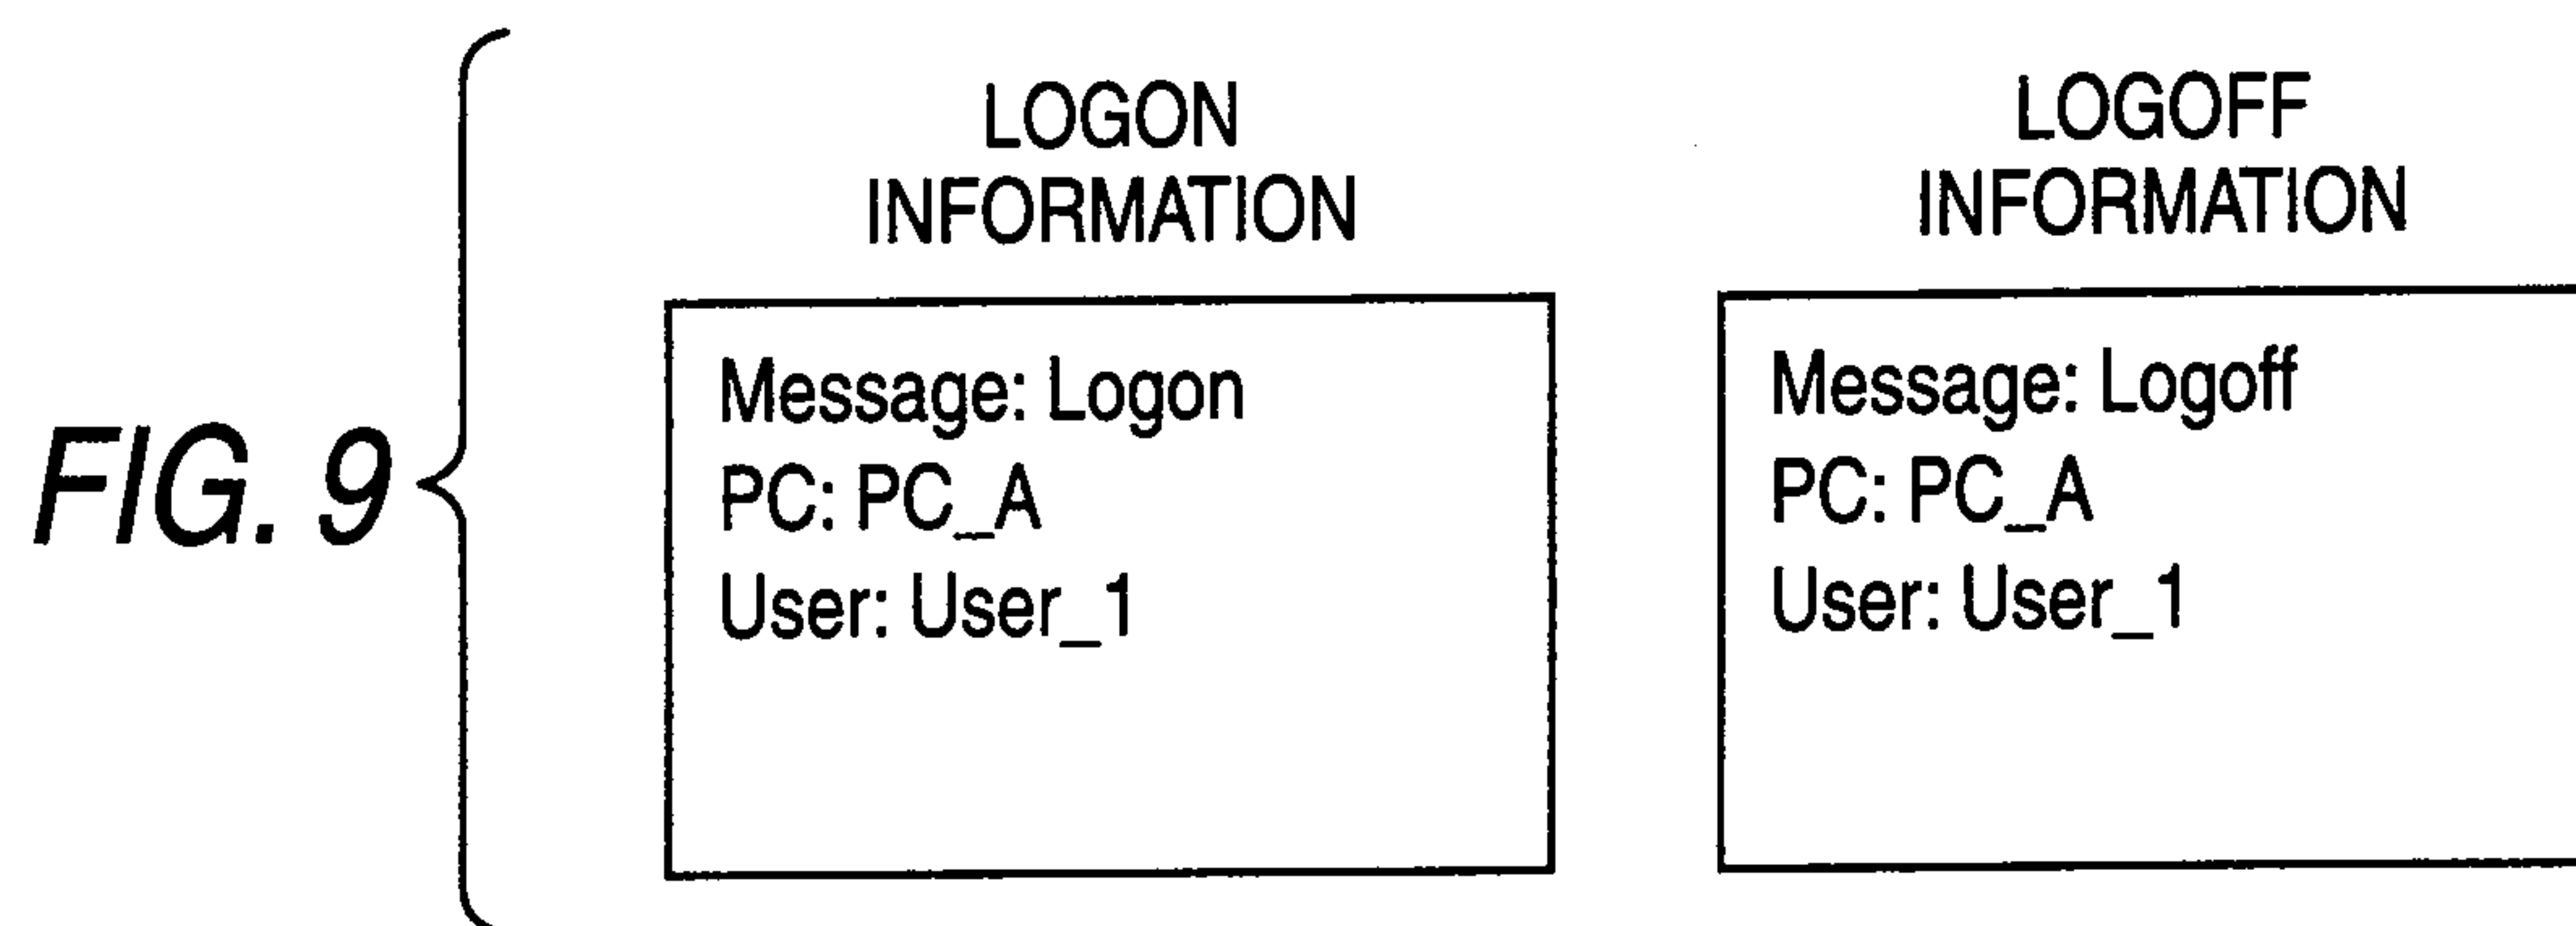 FIG. 9
LOGON
INFORMATION
Message: Logon
PC: PC_A
User: User_1
LOGOFF
INFORMATION
Message: Logoff
PC: PC_A
User: User_1